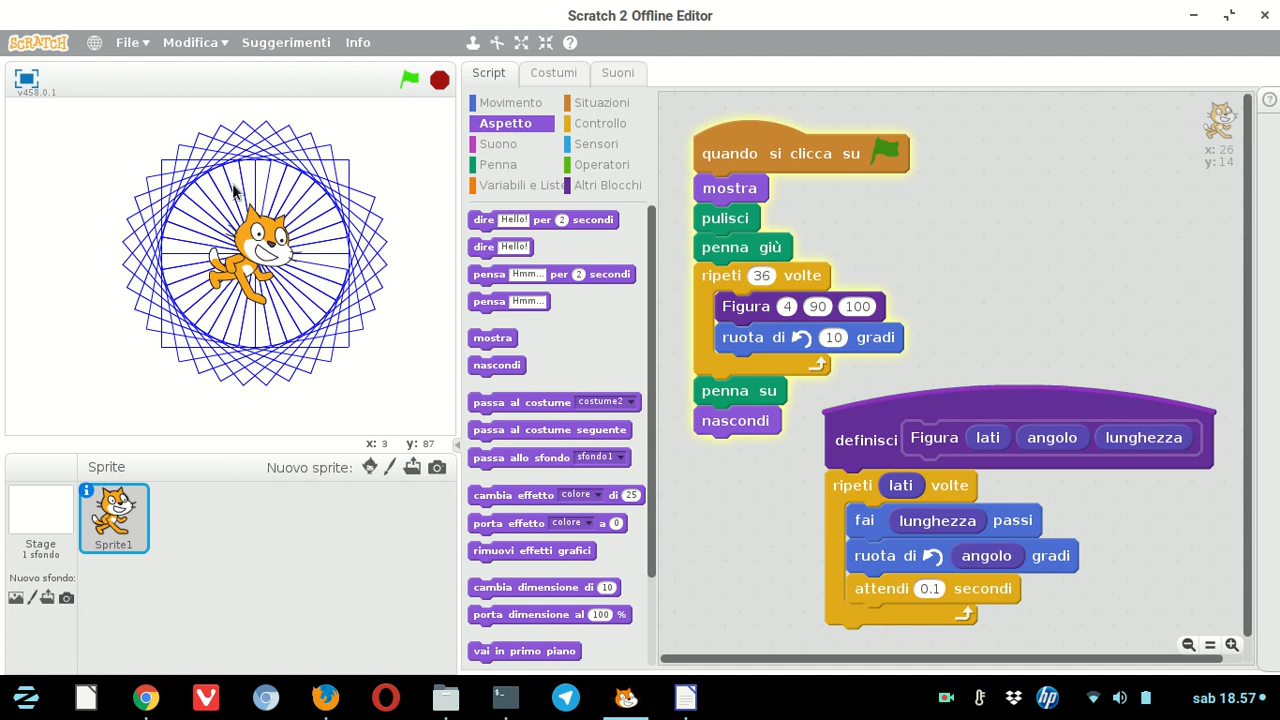 Scratch 2 Offline Editor
SCRATCH File Modifica Suggerimenti Info
v458.0.1
Script Costumi Suoni
Movimento Situazioni
Aspetto Controllo
Suono Sensori
Penna Operatori
Variabili e Liste Altri Blocchi
dire Hello! per 2 secondi
dire Hello!
pensa Hmm... per 2 secondi
pensa Hmm...
mostra
nascondi
passa al costume costume2
passa al costume seguente
passa allo sfondo sfondo1
cambia effetto colore di 25
porta effetto colore a 0
rimuovi effetti grafici
cambia dimensione di 10
porta dimensione al 100 %
vai in primo piano
quando si clicca su
mostra
pulisci
penna giù
ripeti 36 volte
Figura 4 90 100
ruota di 10 gradi
penna su
nascondi
definisci Figura lati angolo lunghezza
ripeti lati volte
fai lunghezza passi
ruota di angolo gradi
attendi 0.1 secondi
x: 26
y: 14
x: 3 y: 87
Sprite Nuovo sprite:
Stage
1 sfondo
Nuovo sfondo:
Sprite1
sab 18.57